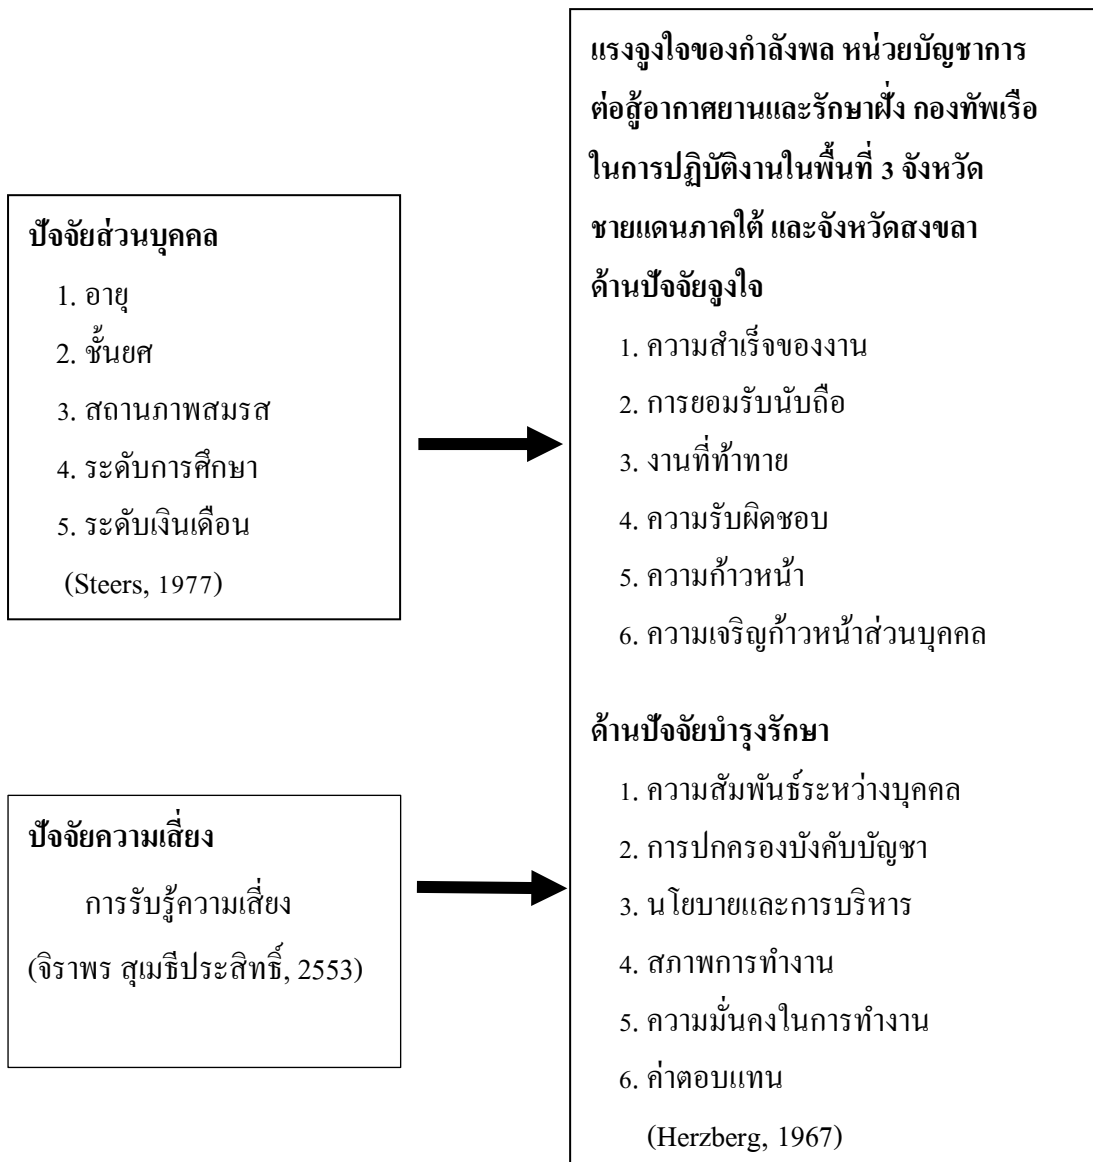 ปัจจัยส่วนบุคคล
1. อายุ
2. ชั้นยศ
3. สถานภาพสมรส
4. ระดับการศึกษา
5. ระดับเงินเดือน
(Steers, 1977)
ปัจจัยความเสี่ยง
การรับรู้ความเสี่ยง
(จิราพร สุเมธีประสิทธิ์, 2553)
แรงจูงใจของกำลังพล หน่วยบัญชาการ
ต่อสู้อากาศยานและรักษาฝั่ง กองทัพเรือ
ในการปฏิบัติงานในพื้นที่ 3 จังหวัด
ชายแดนภาคใต้ และจังหวัดสงขลา
ด้านปัจจัยจูงใจ
1. ความสำเร็จของงาน
2. การยอมรับนับถือ
3. งานที่ท้าทาย
4. ความรับผิดชอบ
5. ความก้าวหน้า
6. ความเจริญก้าวหน้าส่วนบุคคล
ด้านปัจจัยบำรุงรักษา
1. ความสัมพันธ์ระหว่างบุคคล
2. การปกครองบังคับบัญชา
3. นโยบายและการบริหาร
4. สภาพการทำงาน
5. ความมั่นคงในการทำงาน
6. ค่าตอบแทน
(Herzberg, 1967)